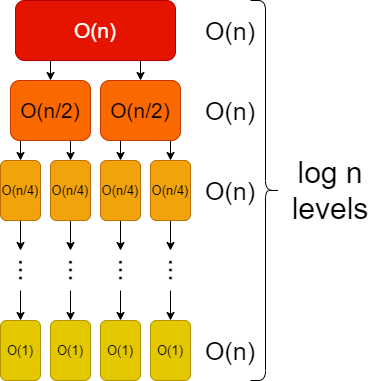 O(n) O(n)
O(n/2) O(n/2) O(n)
O(n/4) O(n/4) O(n/4) O(n/4) O(n)
log n
levels
O(1) O(1) O(1) O(1) O(n)